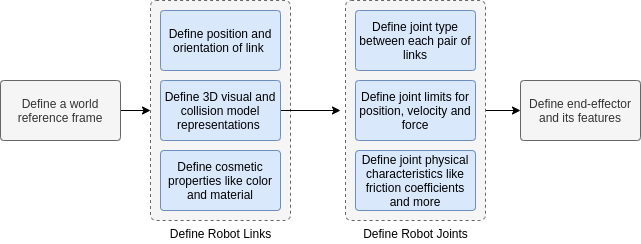 Define a world
reference frame
Define position and
orientation of link
Define 3D visual and
collision model
representations
Define cosmetic
properties like color
and material
Define Robot Links
Define joint type
between each pair of
links
Define joint limits for
position, velocity and
force
Define joint physical
characteristics like
friction coefficients
and more
Define Robot Joints
Define end-effector
and its features